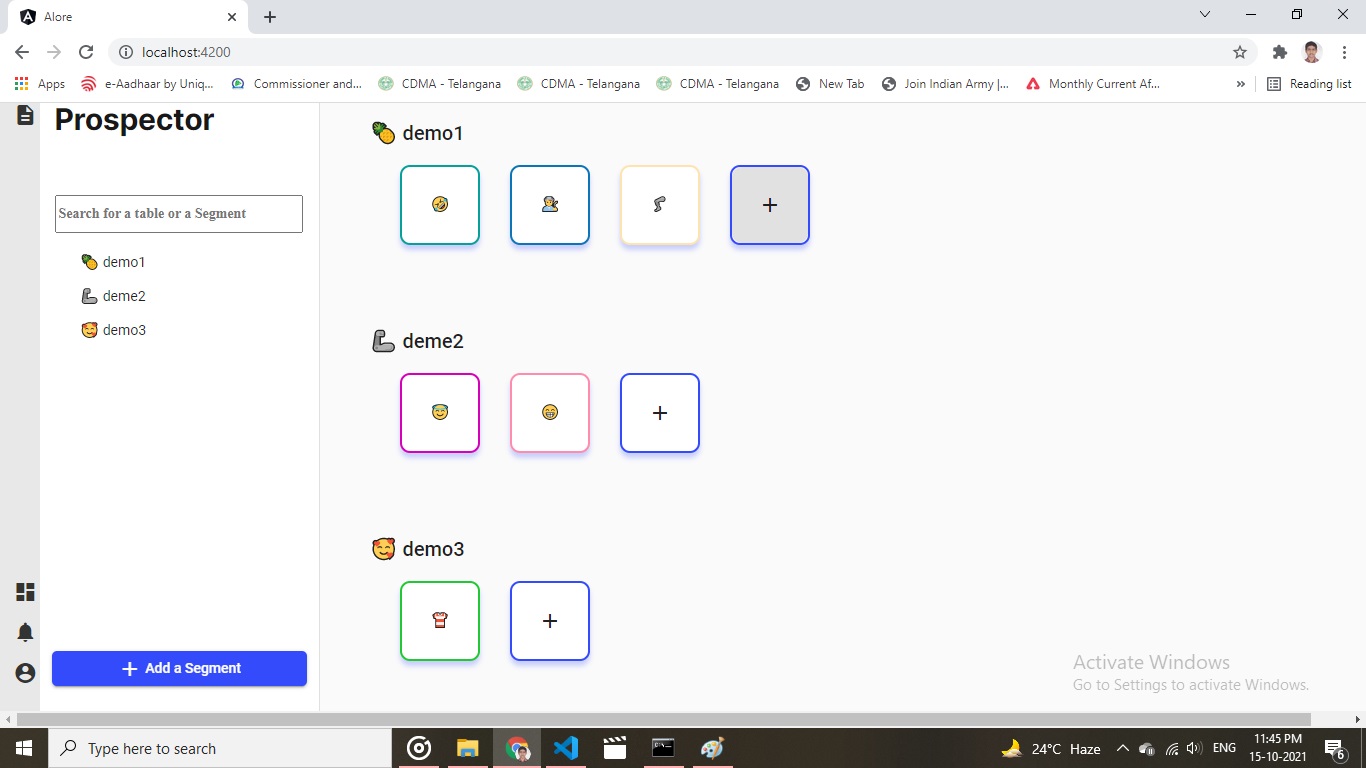 Alore
localhost:4200
Apps
e-Aadhaar by Uniq...
Commissioner and...
CDMA - Telangana
CDMA - Telangana
CDMA - Telangana
New Tab
Join Indian Army |...
Monthly Current Af...
»
Reading list
Prospector
Search for a table or a Segment
demo1
deme2
demo3
+ Add a Segment
demo1
+
deme2
+
demo3
+
Activate Windows
Go to Settings to activate Windows.
Type here to search
24°C Haze
ENG
11:45 PM
15-10-2021
6